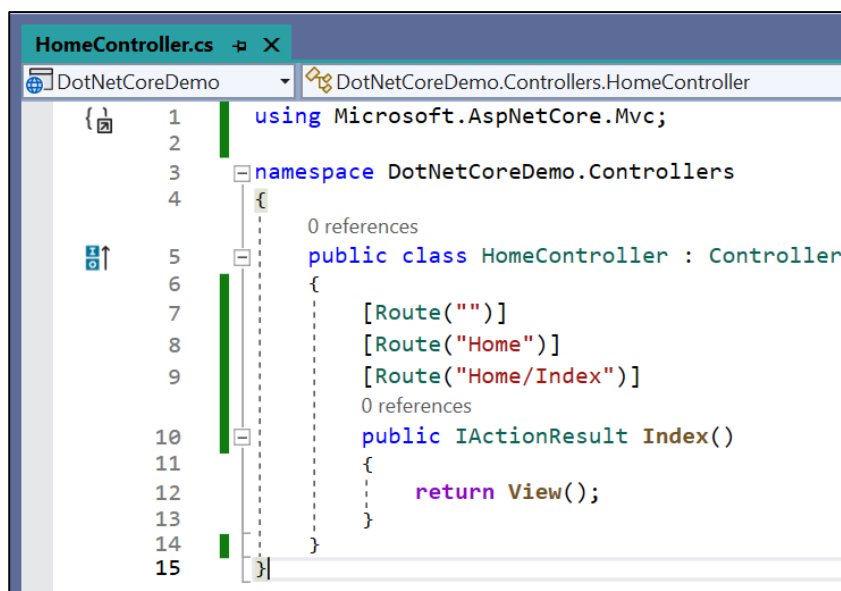 HomeController.cs
DotNetCoreDemo DotNetCoreDemo.Controllers.HomeController
1 using Microsoft.AspNetCore.Mvc;
2
3 namespace DotNetCoreDemo.Controllers
4 {
0 references
5 public class HomeController : Controller
6 {
7 [Route("")]
8 [Route("Home")]
9 [Route("Home/Index")]
0 references
10 public IActionResult Index()
11 {
12 return View();
13 }
14 }
15 }